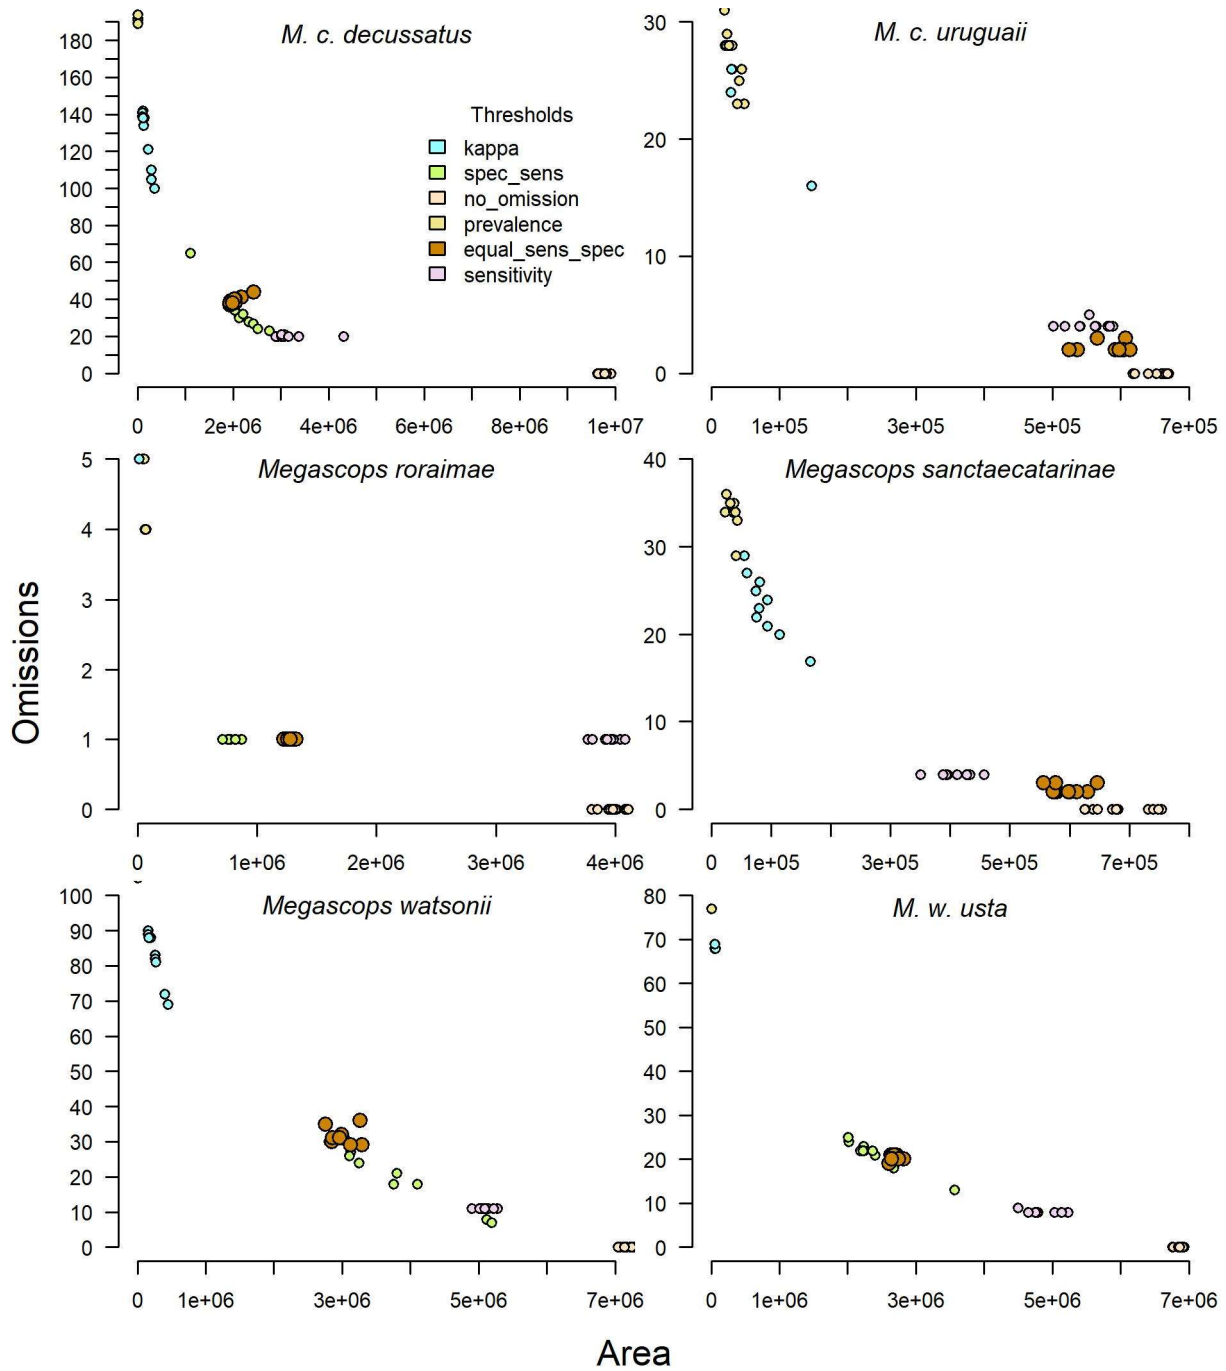 M. c. decussatus
180
160
140
120
100
80
60
40
20
0
Thresholds
kappa
spec_sens
no_omission
prevalence
equal_sens_spec
sensitivity
0 2e+06 4e+06 6e+06 8e+06 1e+07
M. c. uruguaii
30
20
10
0
0 1e+05 3e+05 5e+05 7e+05
Megascops roraimae
5
4
3
2
1
0
0 1e+06 2e+06 3e+06 4e+06
Megascops sanctaecatarinae
40
30
20
10
0
0 1e+05 3e+05 5e+05 7e+05
Megascops watsonii
100
90
80
70
60
50
40
30
20
10
0
0 1e+06 3e+06 5e+06 7e+06
M. w. usta
80
70
60
50
40
30
20
10
0
0 1e+06 3e+06 5e+06 7e+06
Omissions
Area